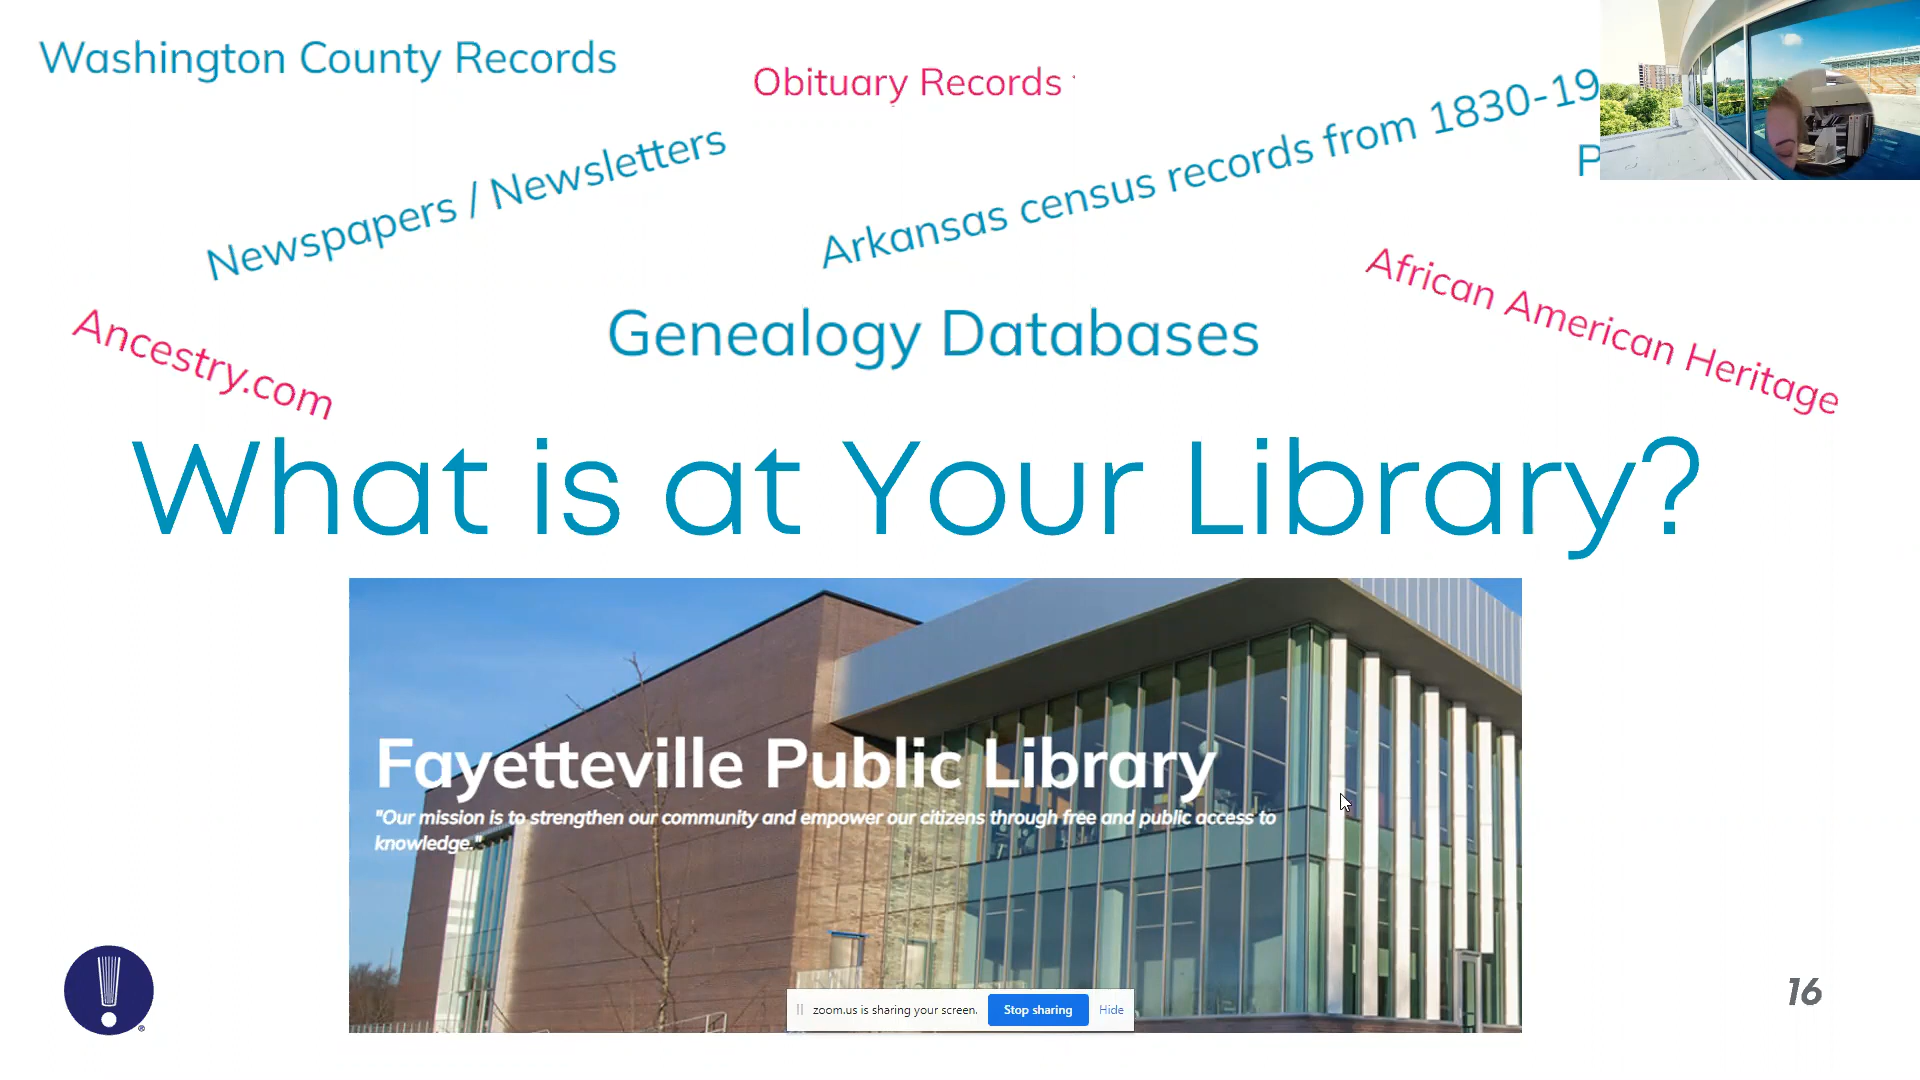 Washington County Records
Obituary Records
Newspapers / Newsletters
Arkansas census records from 1830-19
P
African American Heritage
Ancestry.com
Genealogy Databases
What is at Your Library?
Fayetteville Public Library
"Our mission is to strengthen our community and empower our citizens through free and public access to
knowledge."
zoom.us is sharing your screen. Stop sharing Hide
16